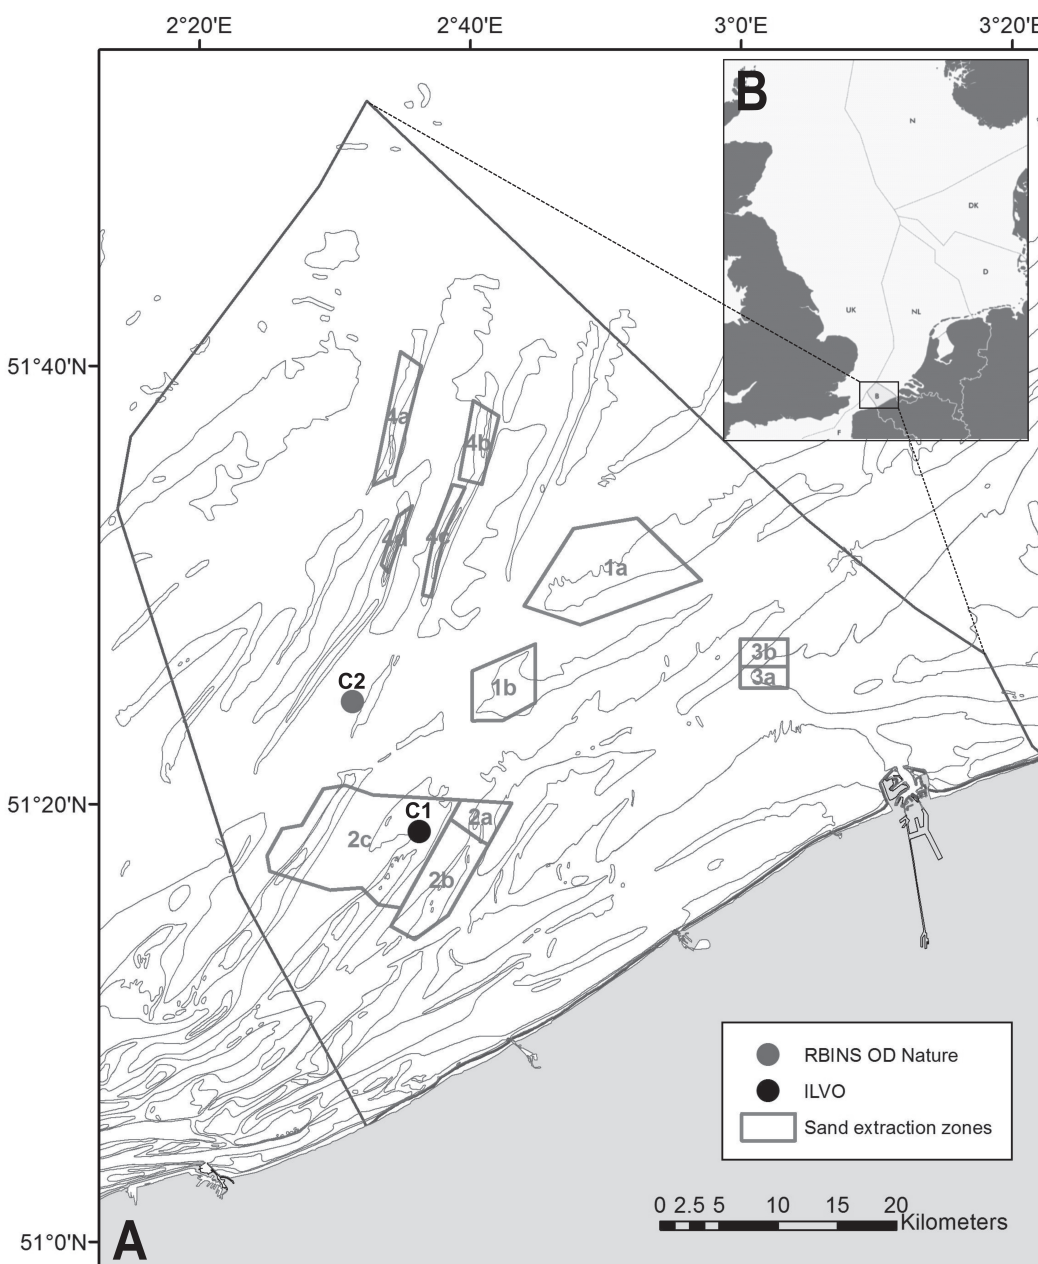 2°20'E 2°40'E 3°0'E 3°20'E
B
N
DK
D
UK
NL
B
F
51°40'N
4a
4b
4c
4d
1a
3b
3a
1b
C2
51°20'N
C1
2a
2c
2b
RBINS OD Nature
ILVO
Sand extraction zones
0 2.5 5 10 15 20
Kilometers
51°0'N
A